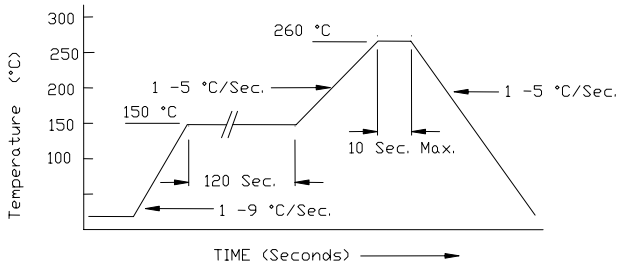 300
260 °C
250
200
1 -5 °C/Sec.
1 -5 °C/Sec.
150 °C
150
10 Sec. Max.
100
120 Sec.
1 -9 °C/Sec.
Temperature (°C)
TIME (Seconds)